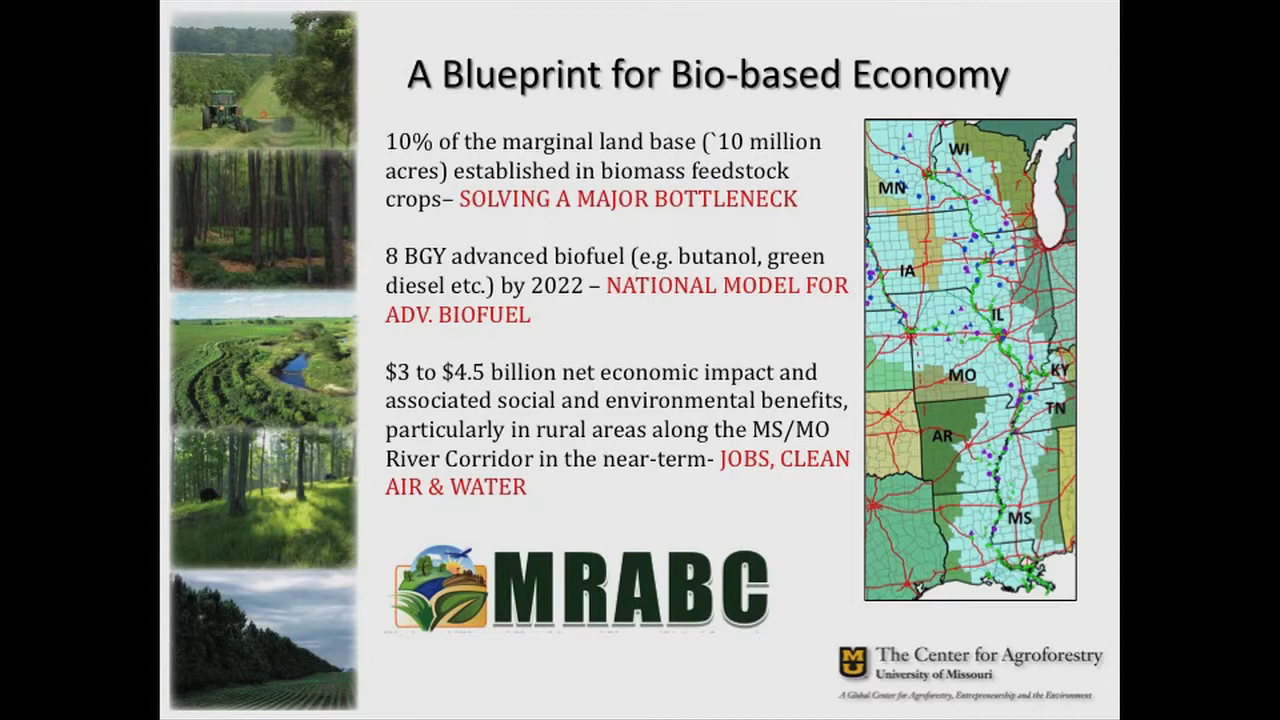 A Blueprint for Bio-based Economy
10% of the marginal land base (`10 million
acres) established in biomass feedstock
crops– SOLVING A MAJOR BOTTLENECK
8 BGY advanced biofuel (e.g. butanol, green
diesel etc.) by 2022 – NATIONAL MODEL FOR
ADV. BIOFUEL
$3 to $4.5 billion net economic impact and
associated social and environmental benefits,
particularly in rural areas along the MS/MO
River Corridor in the near-term- JOBS, CLEAN
AIR & WATER
WI
MN
IA
IL
MO
KY
TN
AR
MS
MRABC
The Center for Agroforestry
University of Missouri
A Global Center for Agroforestry, Entrepreneurship and the Environment